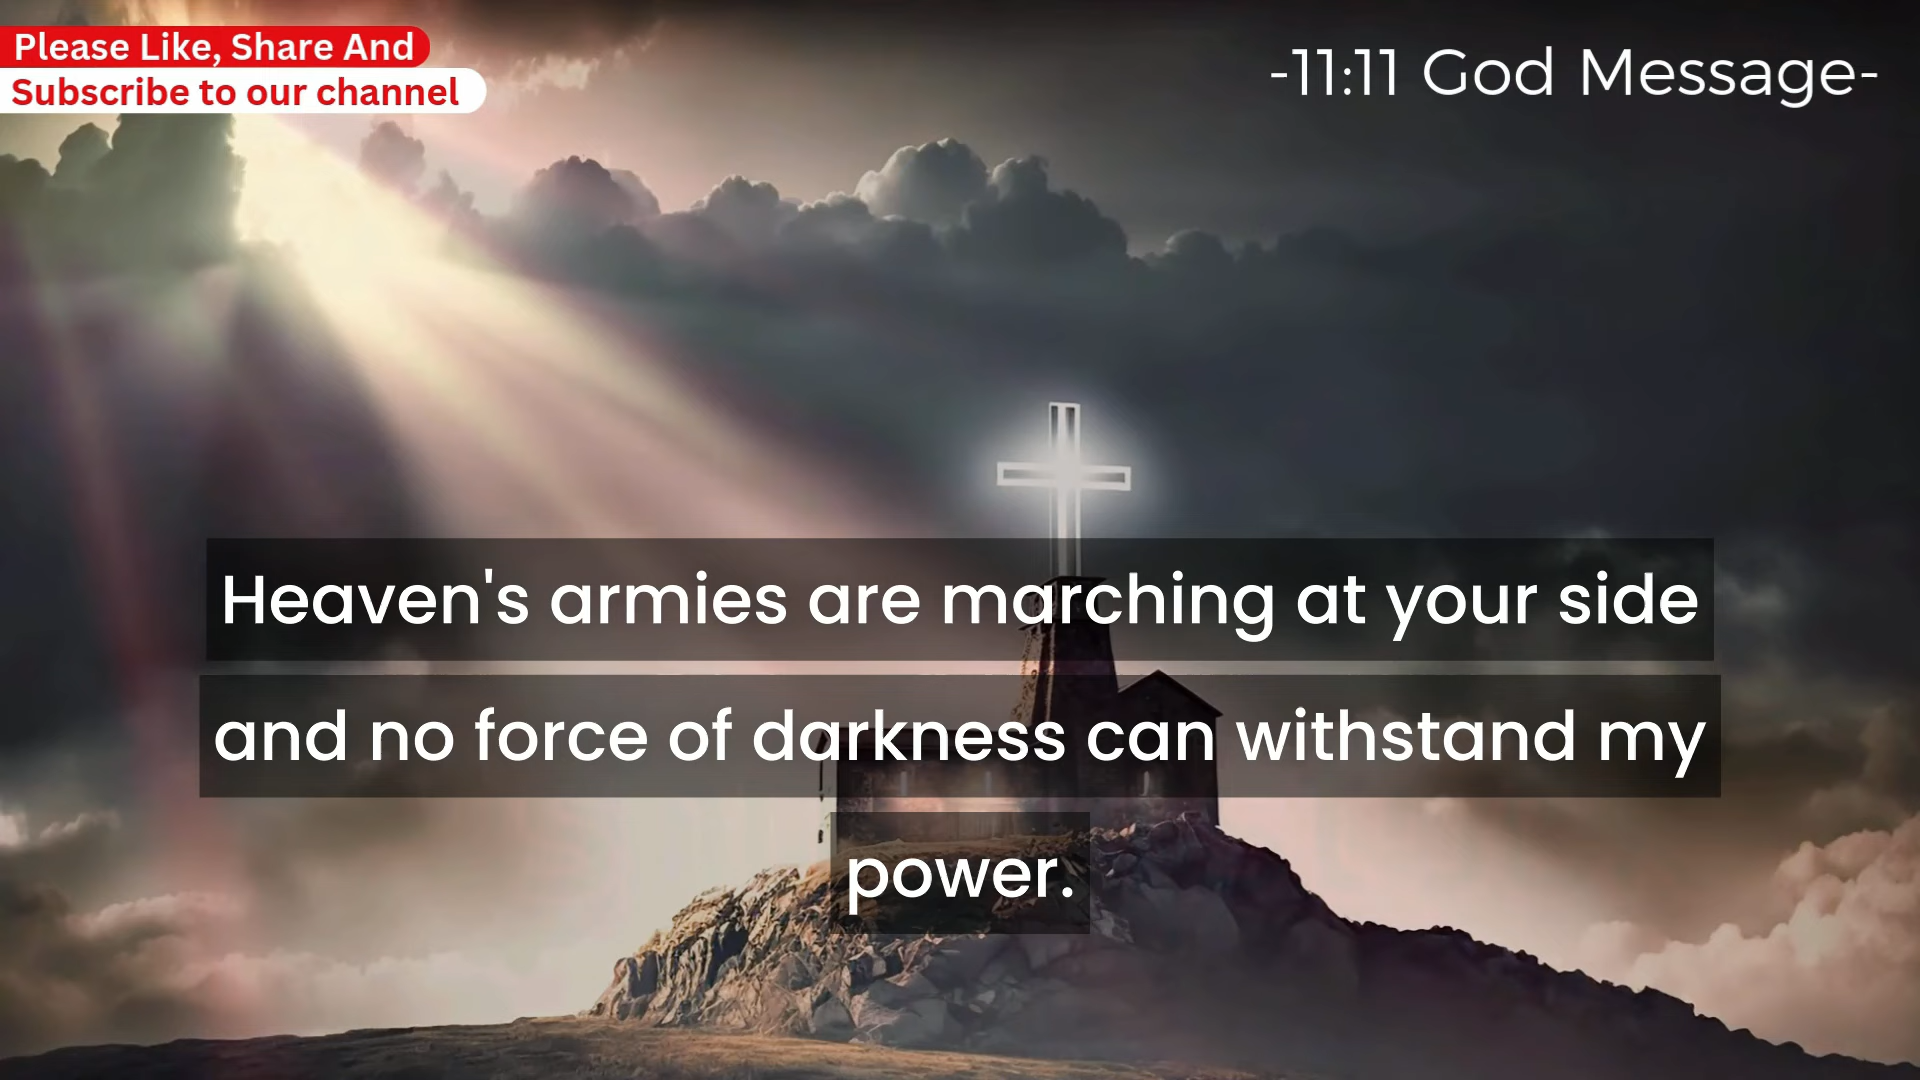 Please Like, Share And
Subscribe to our channel
-11:11 God Message-
Heaven's armies are marching at your side
and no force of darkness can withstand my
power.